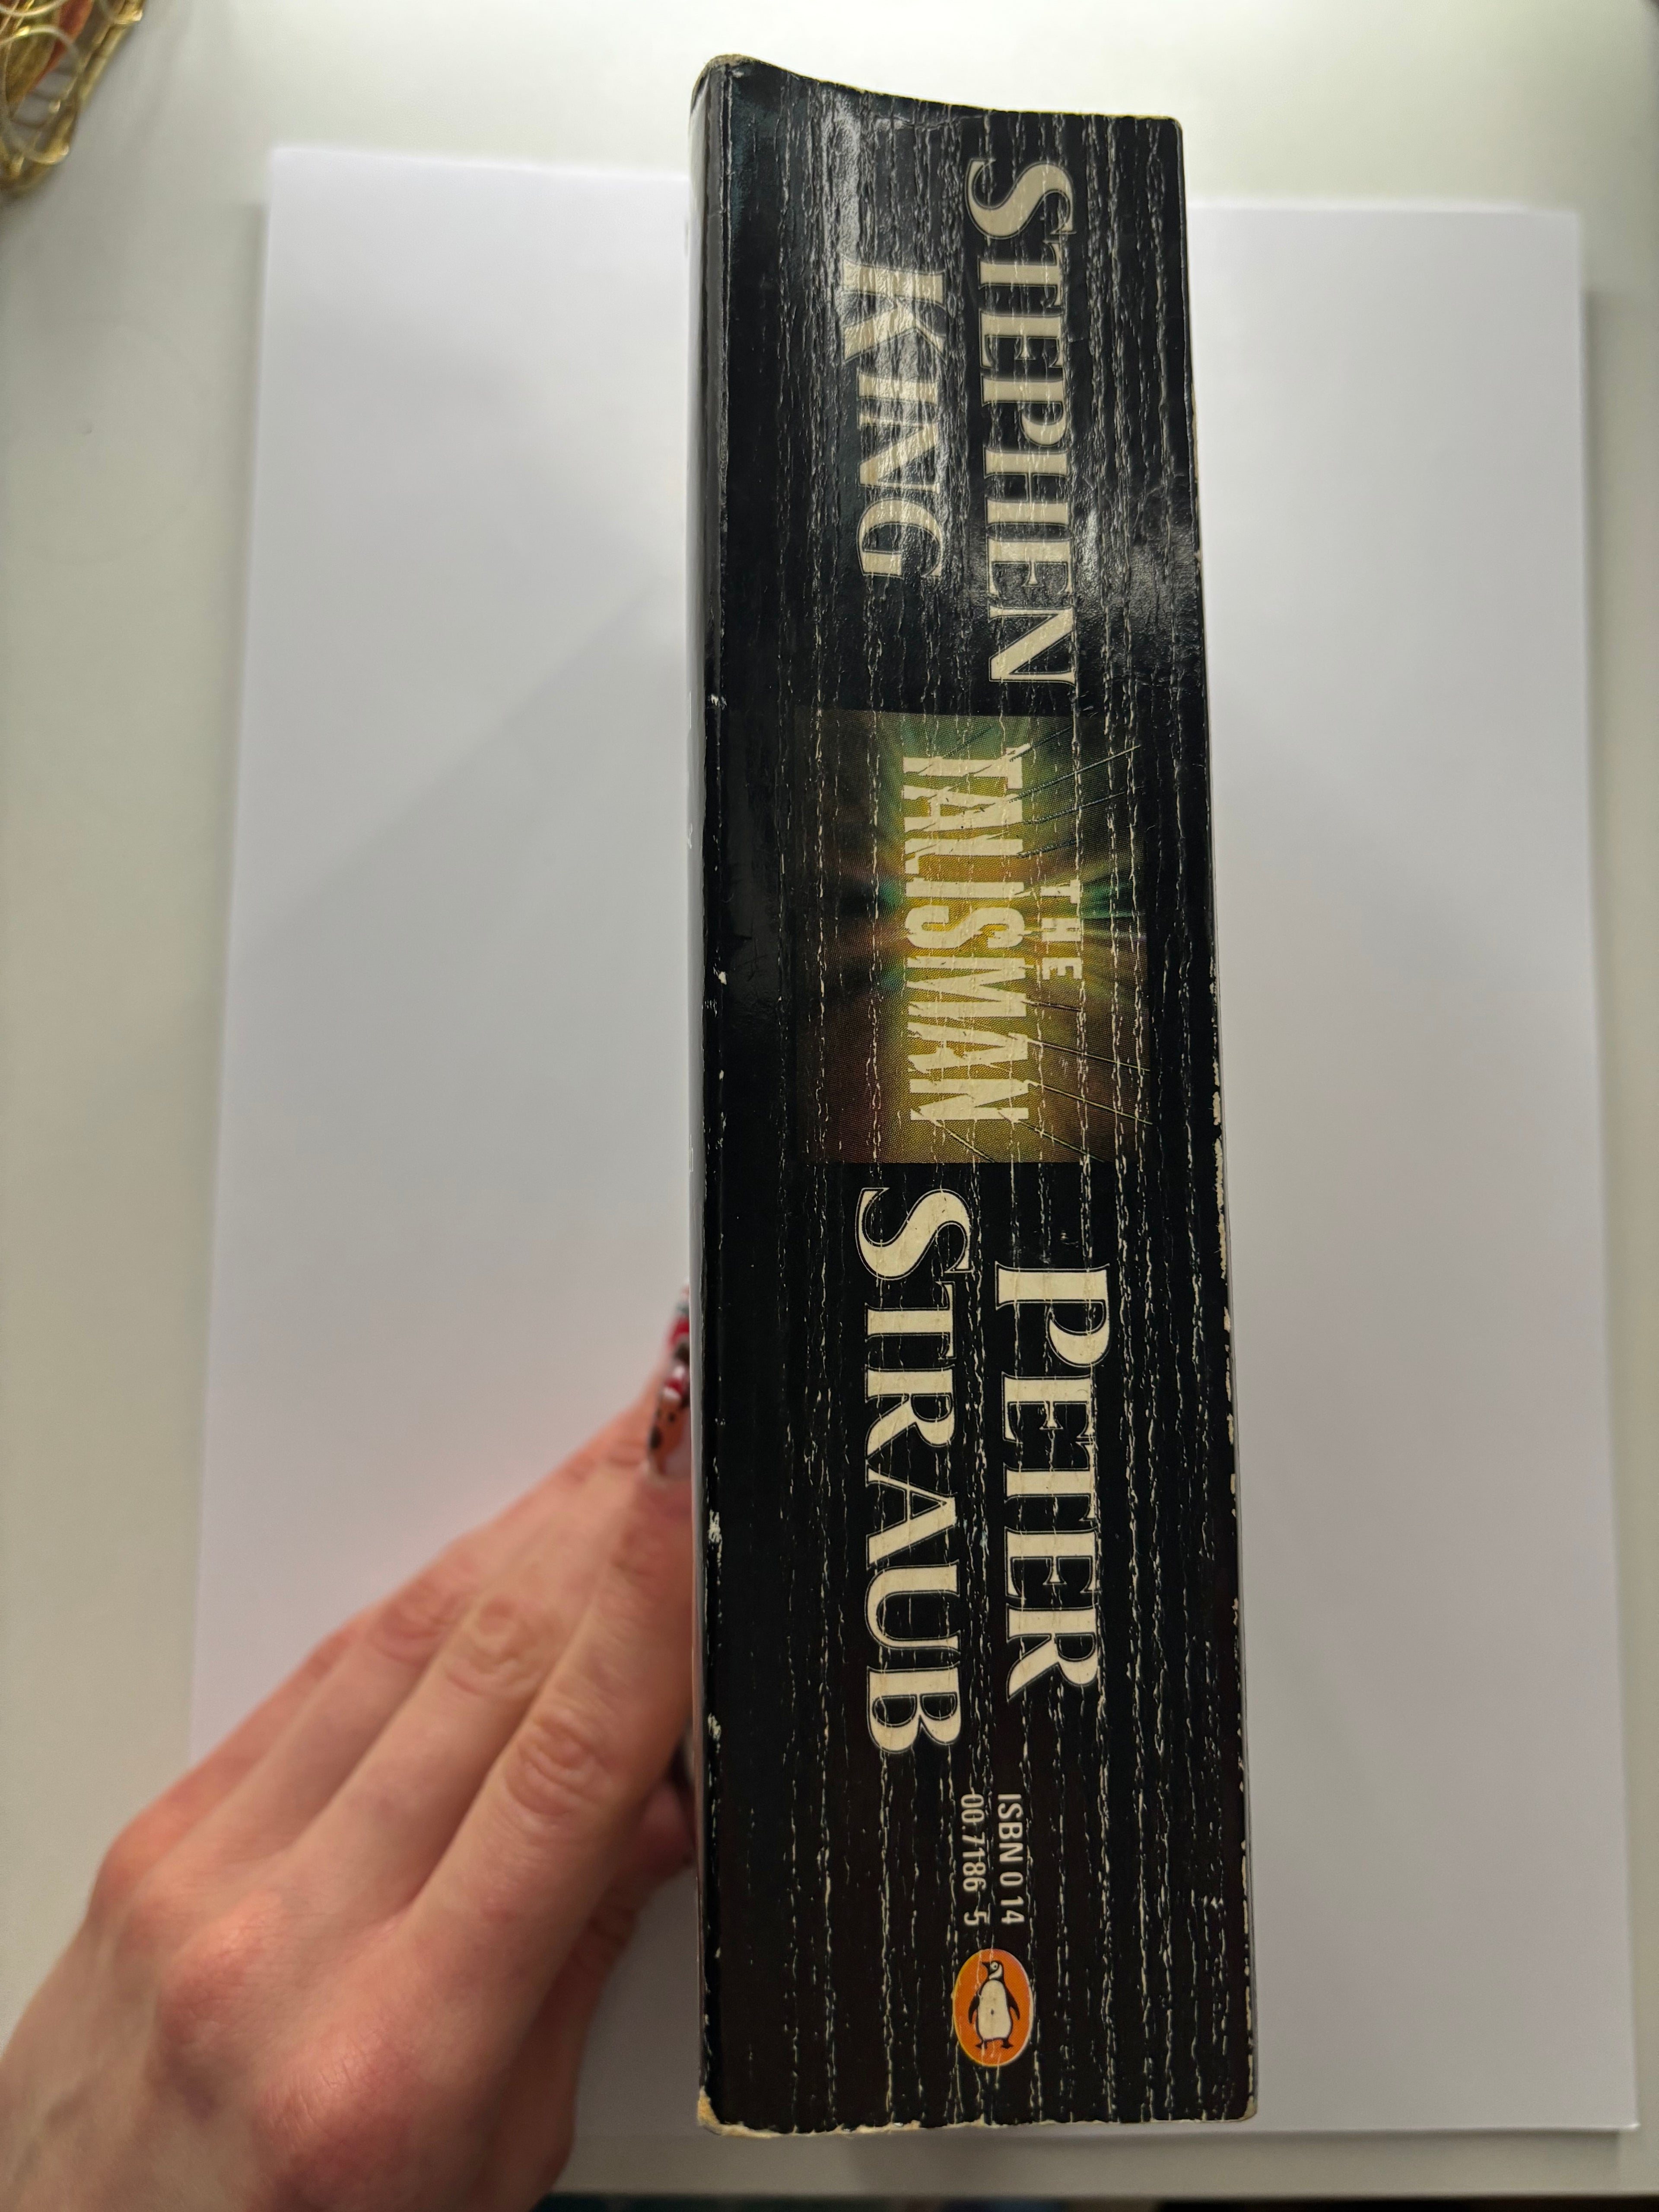 STEPHEN
KING
THE
TALISMAN
PETER
STRAUB
ISBN 0 14
00.7186 5